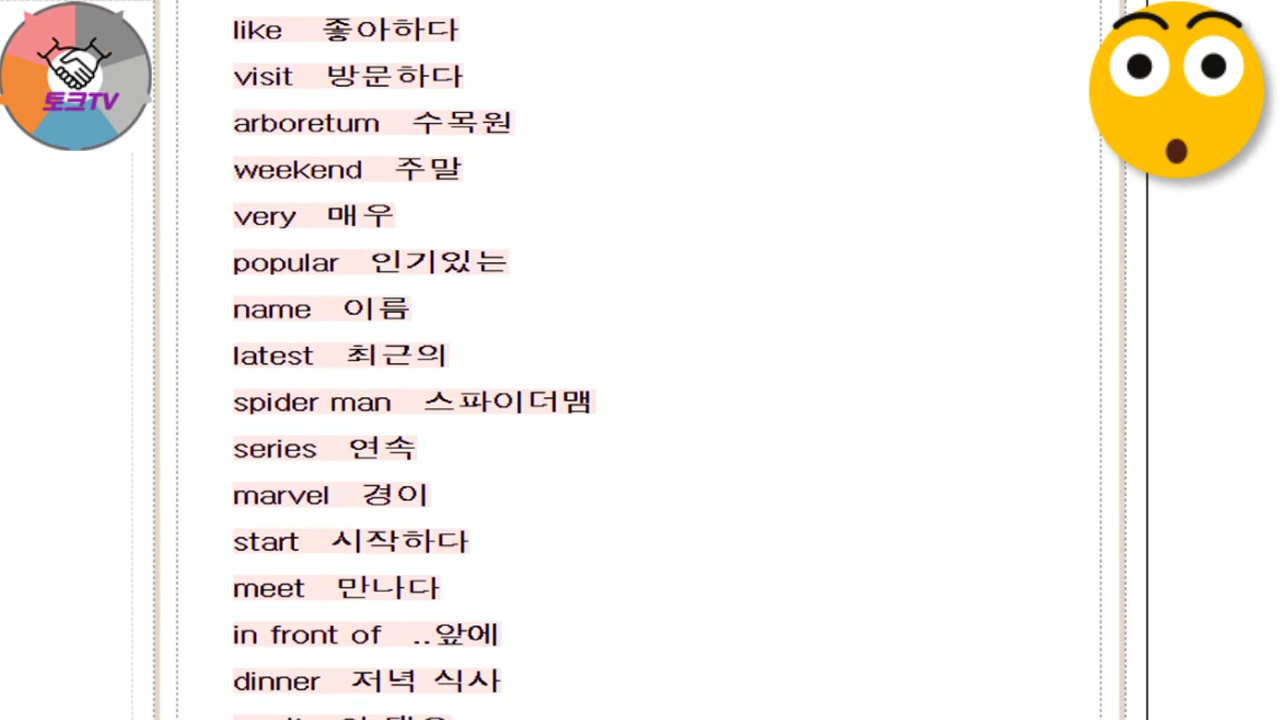 토크TV
like 좋아하다
visit 방문하다
arboretum 수목원
weekend 주말
very 매우
popular 인기있는
name 이름
latest 최근의
spider man 스파이더맴
series 연속
marvel 경이
start 시작하다
meet 만나다
in front of ..앞에
dinner 저녁 식사